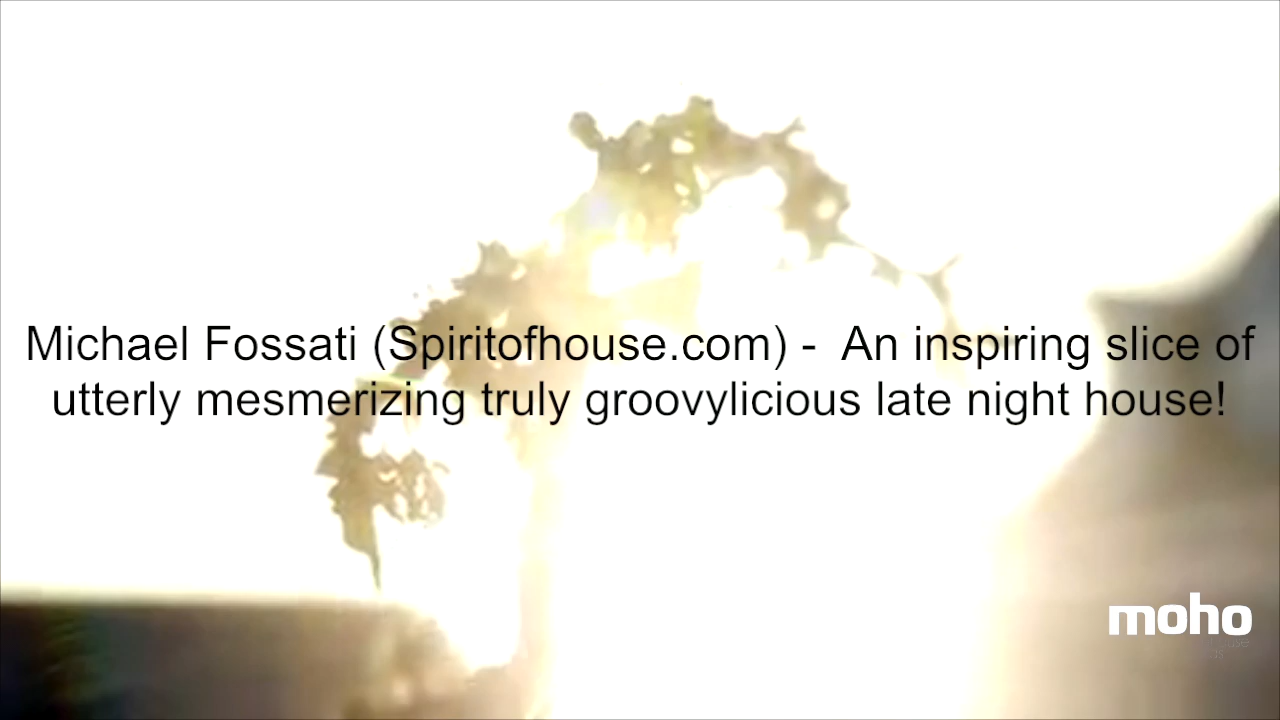 Michael Fossati (Spiritofhouse.com) -  An inspiring slice of
utterly mesmerizing truly groovylicious late night house!
moho